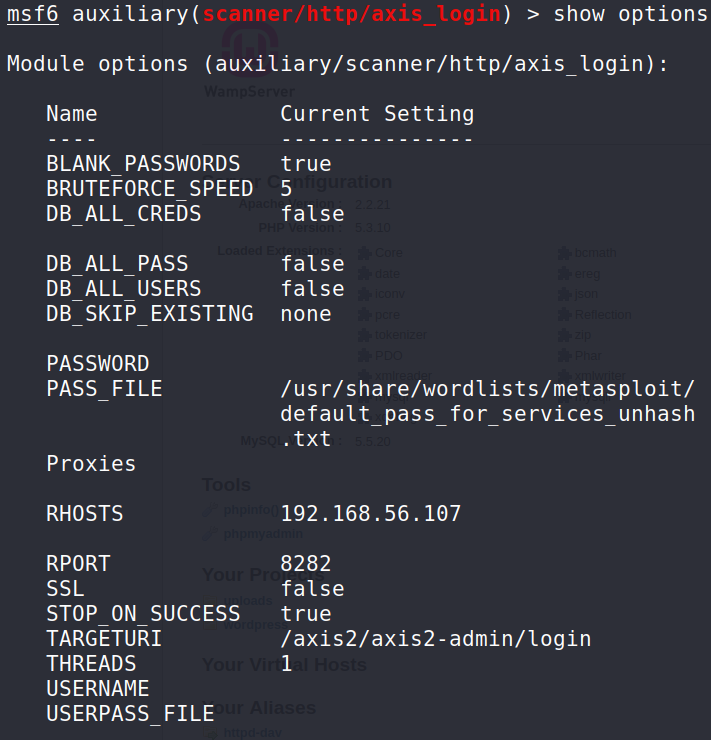 msf6 auxiliary(scanner/http/axis_login) > show options
Module options (auxiliary/scanner/http/axis_login):
WampServer
Name Current Setting
---- ---------------
BLANK_PASSWORDS true
Configuration
BRUTEFORCE_SPEED 5
Apache Version : 2.2.21
DB_ALL_CREDS false
PHP Version : 5.3.10
Loaded Extensions :
Core bcmath
DB_ALL_PASS false
date ereg
DB_ALL_USERS false
iconv json
DB_SKIP_EXISTING none
pcre Reflection
tokenizer zip
PASSWORD
PDO Phar
xmlreader xmlwriter
PASS_FILE /usr/share/wordlists/metasploit/
default_pass_for_services_unhash
.txt
MySQL : 5.5.20
Proxies
Tools
phpinfo()
RHOSTS 192.168.56.107
phpmyadmin
RPORT 8282
Your Projects
SSL false
uploads
STOP_ON_SUCCESS true
wordpress
TARGETURI /axis2/axis2-admin/login
THREADS 1
Your Virtual Hosts
USERNAME
USERPASS_FILE
Your Aliases
httpd-dav